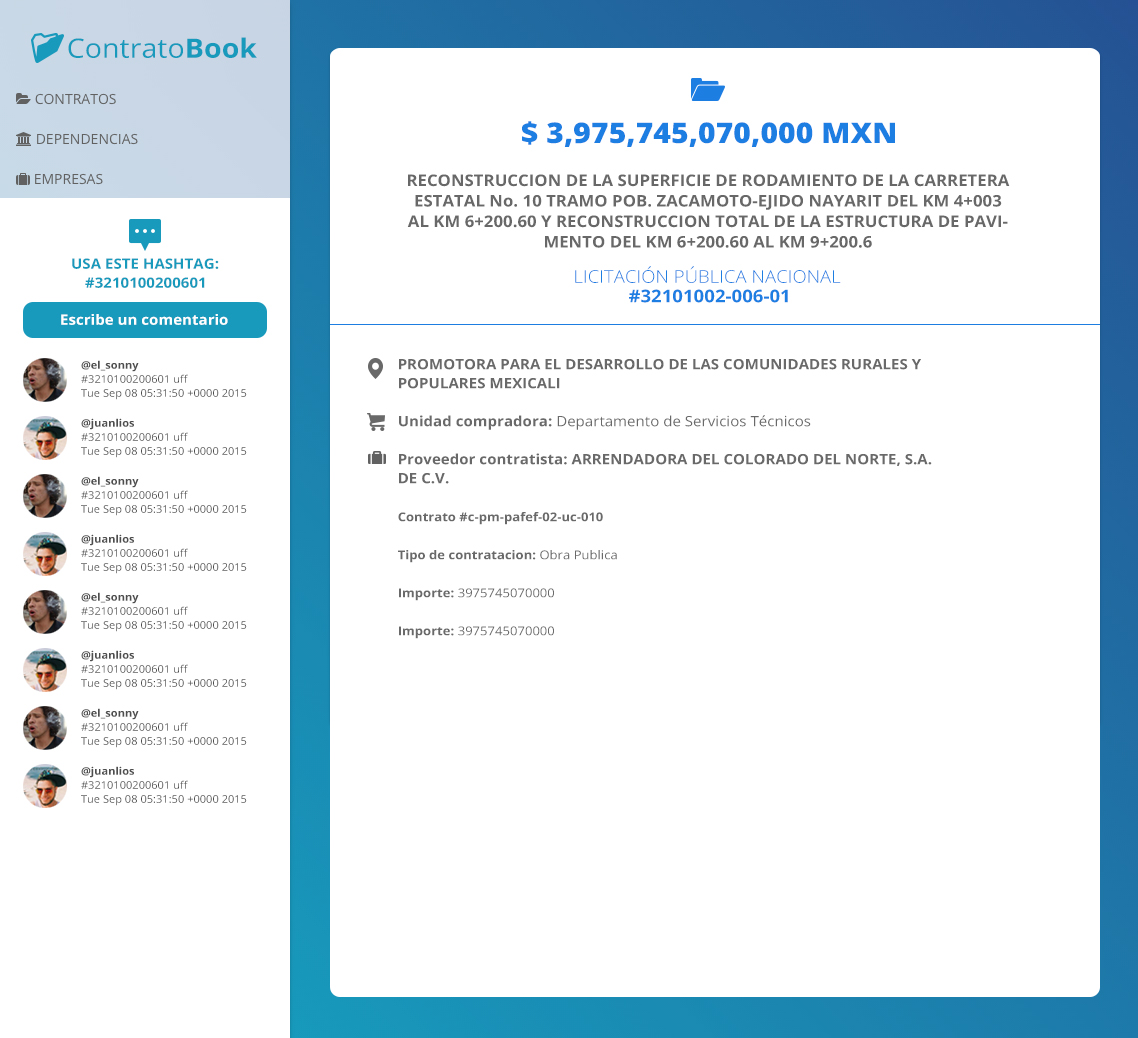 ContratoBook
CONTRATOS
DEPENDENCIAS
EMPRESAS
USA ESTE HASHTAG:
#3210100200601
Escribe un comentario
@el_sonny
#3210100200601 uff
Tue Sep 08 05:31:50 +0000 2015
@juanlios
#3210100200601 uff
Tue Sep 08 05:31:50 +0000 2015
@el_sonny
#3210100200601 uff
Tue Sep 08 05:31:50 +0000 2015
@juanlios
#3210100200601 uff
Tue Sep 08 05:31:50 +0000 2015
@el_sonny
#3210100200601 uff
Tue Sep 08 05:31:50 +0000 2015
@juanlios
#3210100200601 uff
Tue Sep 08 05:31:50 +0000 2015
@el_sonny
#3210100200601 uff
Tue Sep 08 05:31:50 +0000 2015
@juanlios
#3210100200601 uff
Tue Sep 08 05:31:50 +0000 2015
$ 3,975,745,070,000 MXN
RECONSTRUCCION DE LA SUPERFICIE DE RODAMIENTO DE LA CARRETERA
ESTATAL No. 10 TRAMO POB. ZACAMOTO-EJIDO NAYARIT DEL KM 4+003
AL KM 6+200.60 Y RECONSTRUCCION TOTAL DE LA ESTRUCTURA DE PAVI-
MENTO DEL KM 6+200.60 AL KM 9+200.6
LICITACIÓN PÚBLICA NACIONAL
#32101002-006-01
PROMOTORA PARA EL DESARROLLO DE LAS COMUNIDADES RURALES Y
POPULARES MEXICALI
Unidad compradora: Departamento de Servicios Técnicos
Proveedor contratista: ARRENDADORA DEL COLORADO DEL NORTE, S.A.
DE C.V.
Contrato #c-pm-pafef-02-uc-010
Tipo de contratacion: Obra Publica
Importe: 3975745070000
Importe: 3975745070000